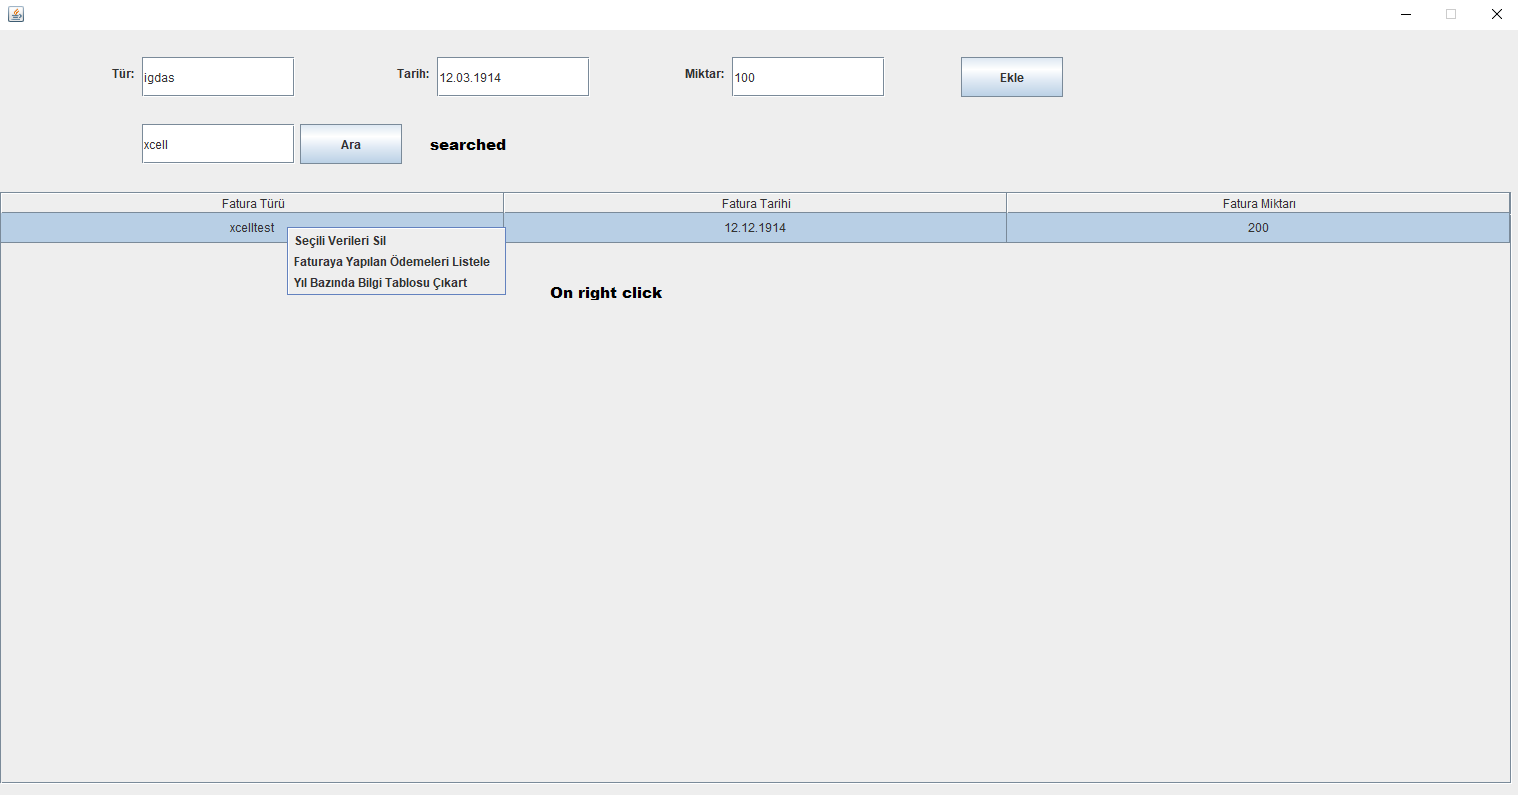 Tür: igdas Tarih: 12.03.1914 Miktar: 100 Ekle
xcell Ara searched
Fatura Türü Fatura Tarihi Fatura Miktarı
xcelltest 12.12.1914 200
Seçili Verileri Sil
Faturaya Yapılan Ödemeleri Listele
Yıl Bazında Bilgi Tablosu Çıkart
On right click